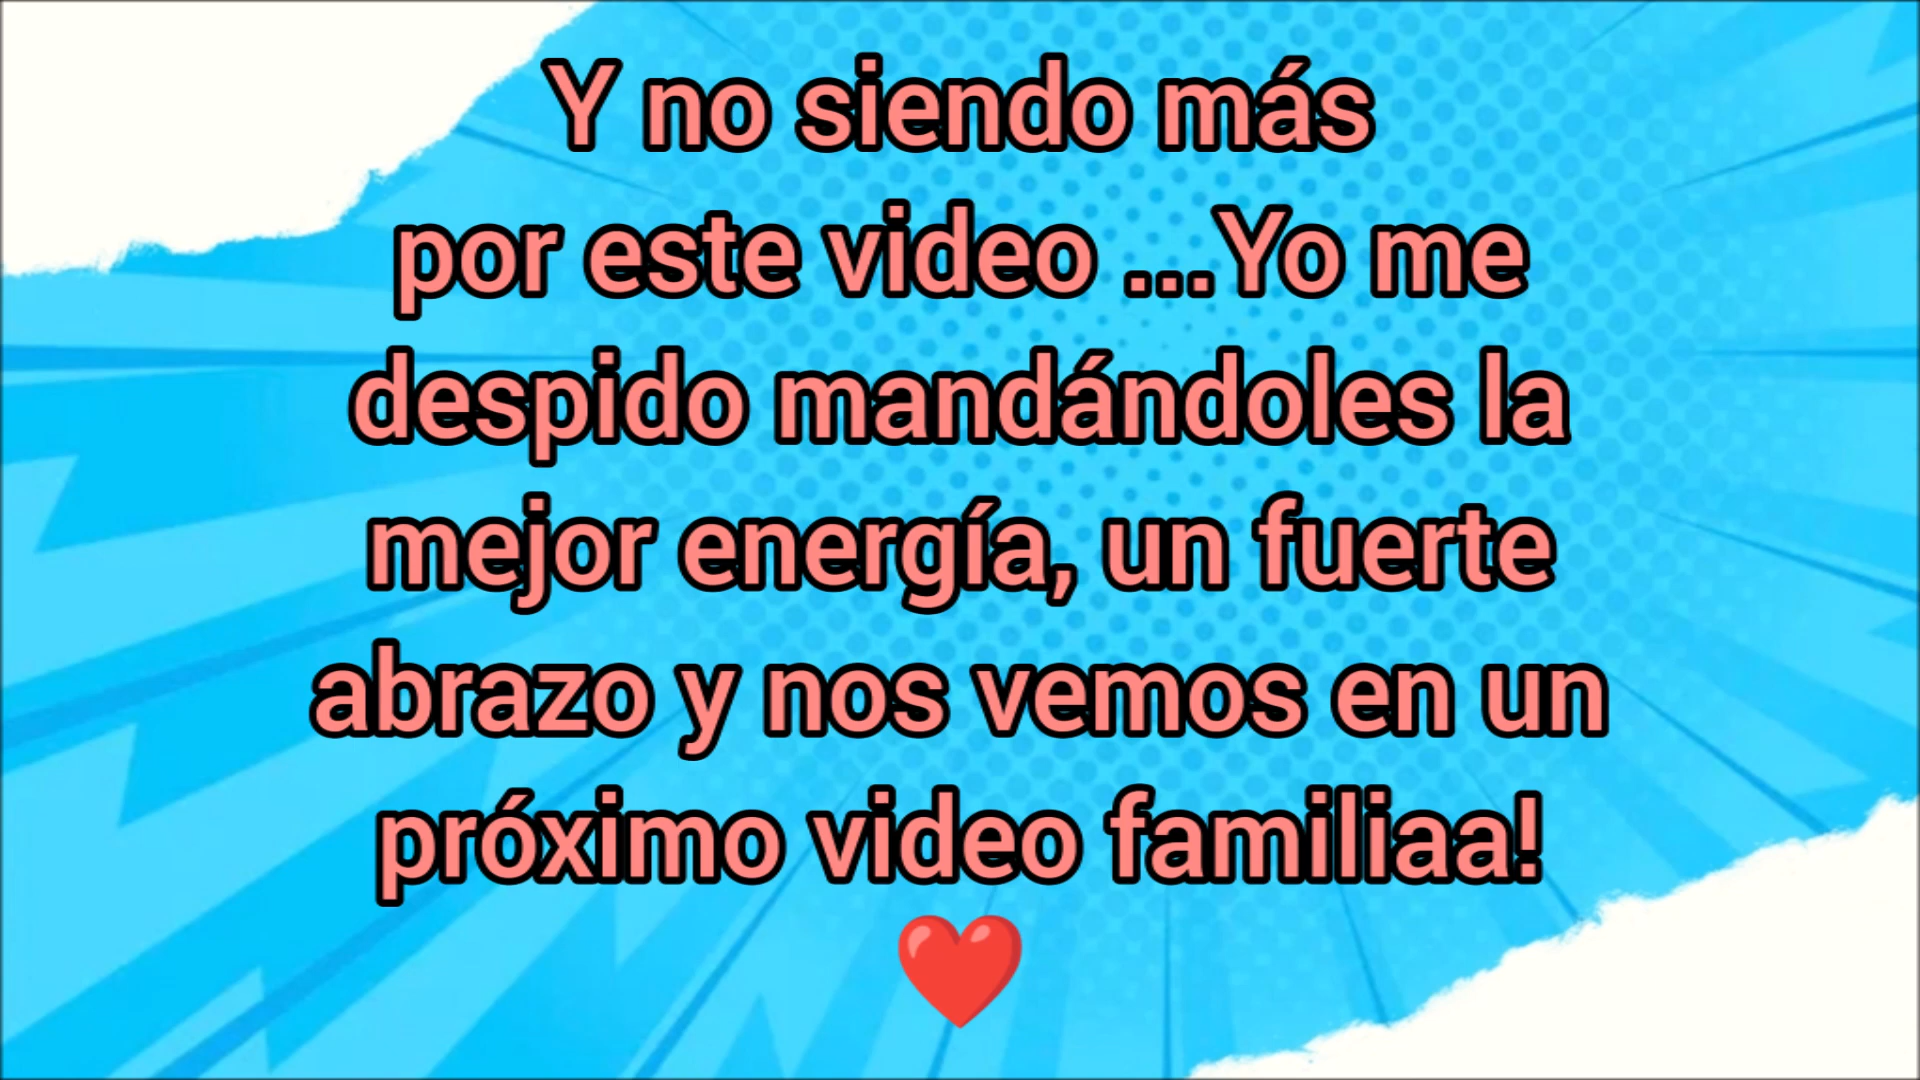 Y no siendo más
por este video ...Yo me
despido mandándoles la
mejor energía, un fuerte
abrazo y nos vemos en un
próximo video familiaa!
❤️